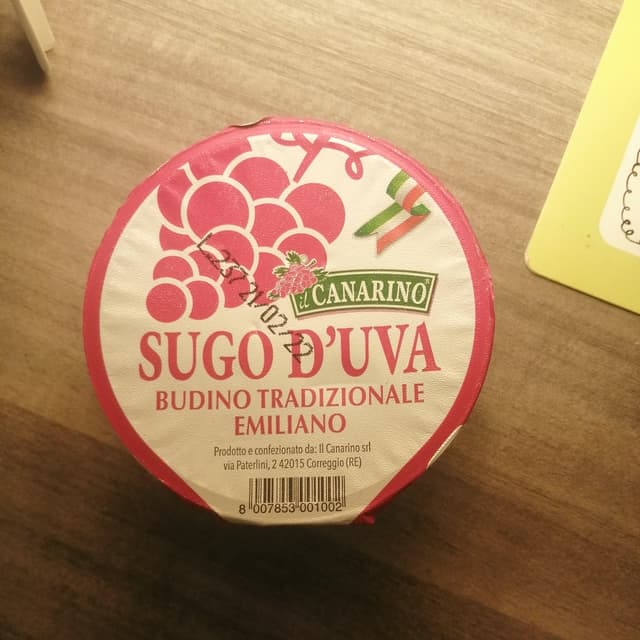 L.257 21/02/22
il CANARINO®
SUGO D'UVA
BUDINO TRADIZIONALE
EMILIANO
Prodotto e confezionato da: Il Canarino srl
via Paterlini, 2 42015 Correggio (RE)
8 007853 001002